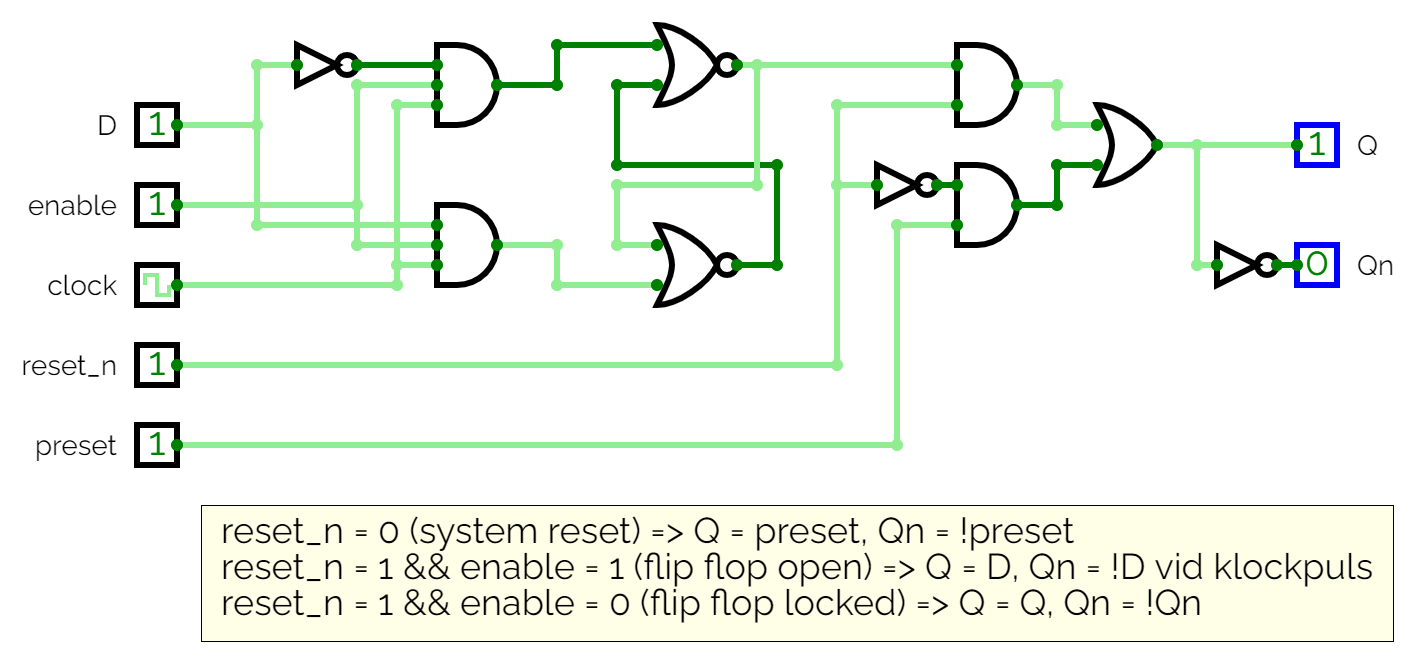 D
1
enable
1
clock
reset_n
1
preset
1
1
Q
0
Qn
reset_n = 0 (system reset) => Q = preset, Qn = !preset
reset_n = 1 && enable = 1 (flip flop open) => Q = D, Qn = !D vid klockpuls
reset_n = 1 && enable = 0 (flip flop locked) => Q = Q, Qn = !Qn